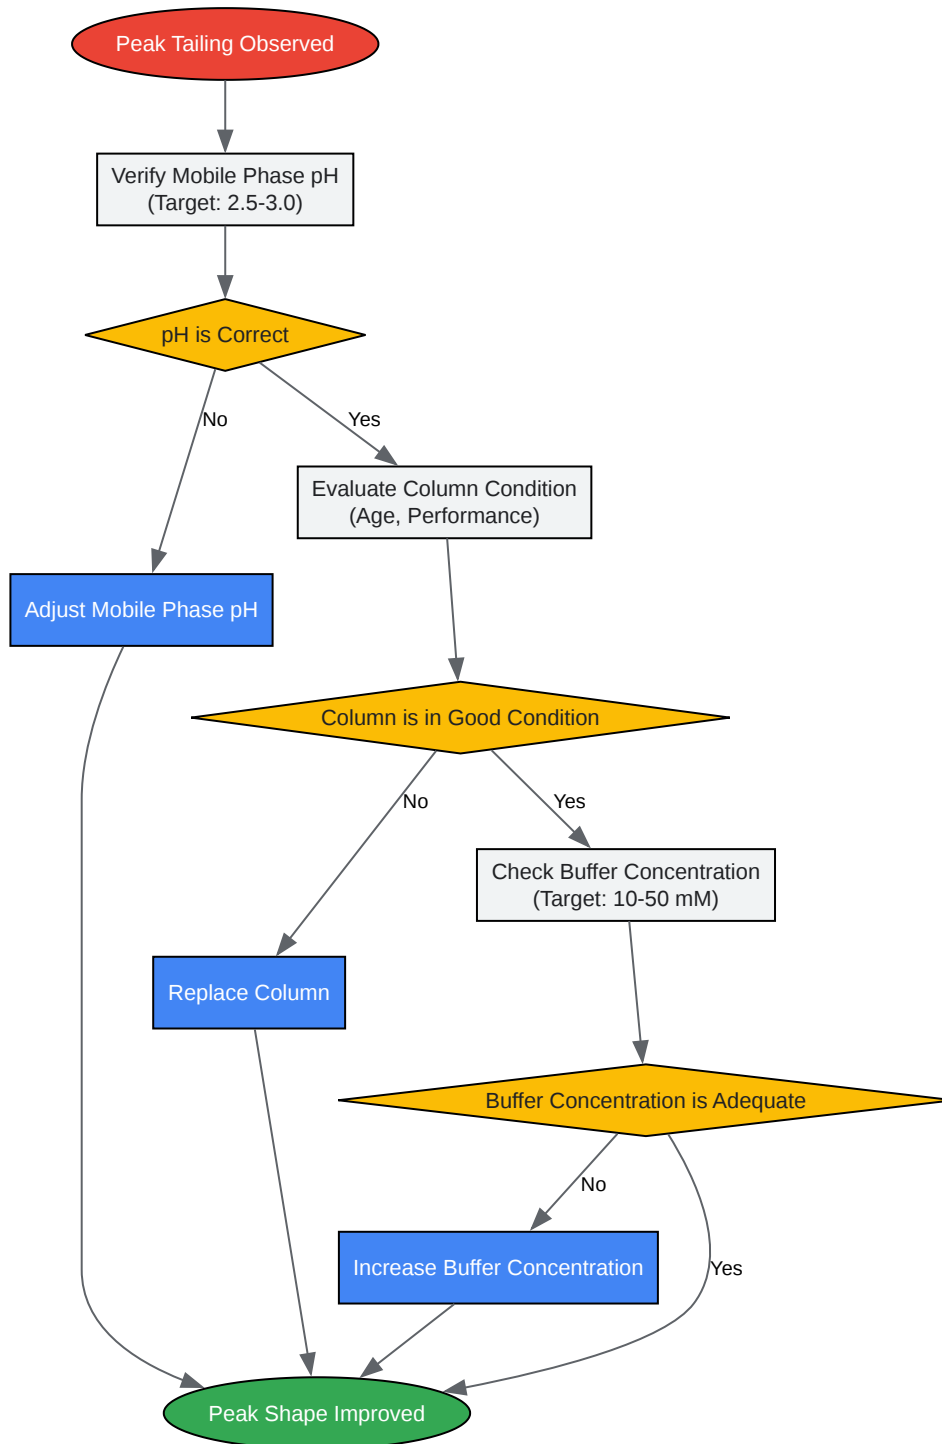 Peak Tailing Observed
Verify Mobile Phase pH
(Target: 2.5-3.0)
pH is Correct
No
Yes
Evaluate Column Condition
(Age, Performance)
Adjust Mobile Phase pH
Column is in Good Condition
No
Yes
Check Buffer Concentration
(Target: 10-50 mM)
Replace Column
Buffer Concentration is Adequate
No
Increase Buffer Concentration
Yes
Peak Shape Improved